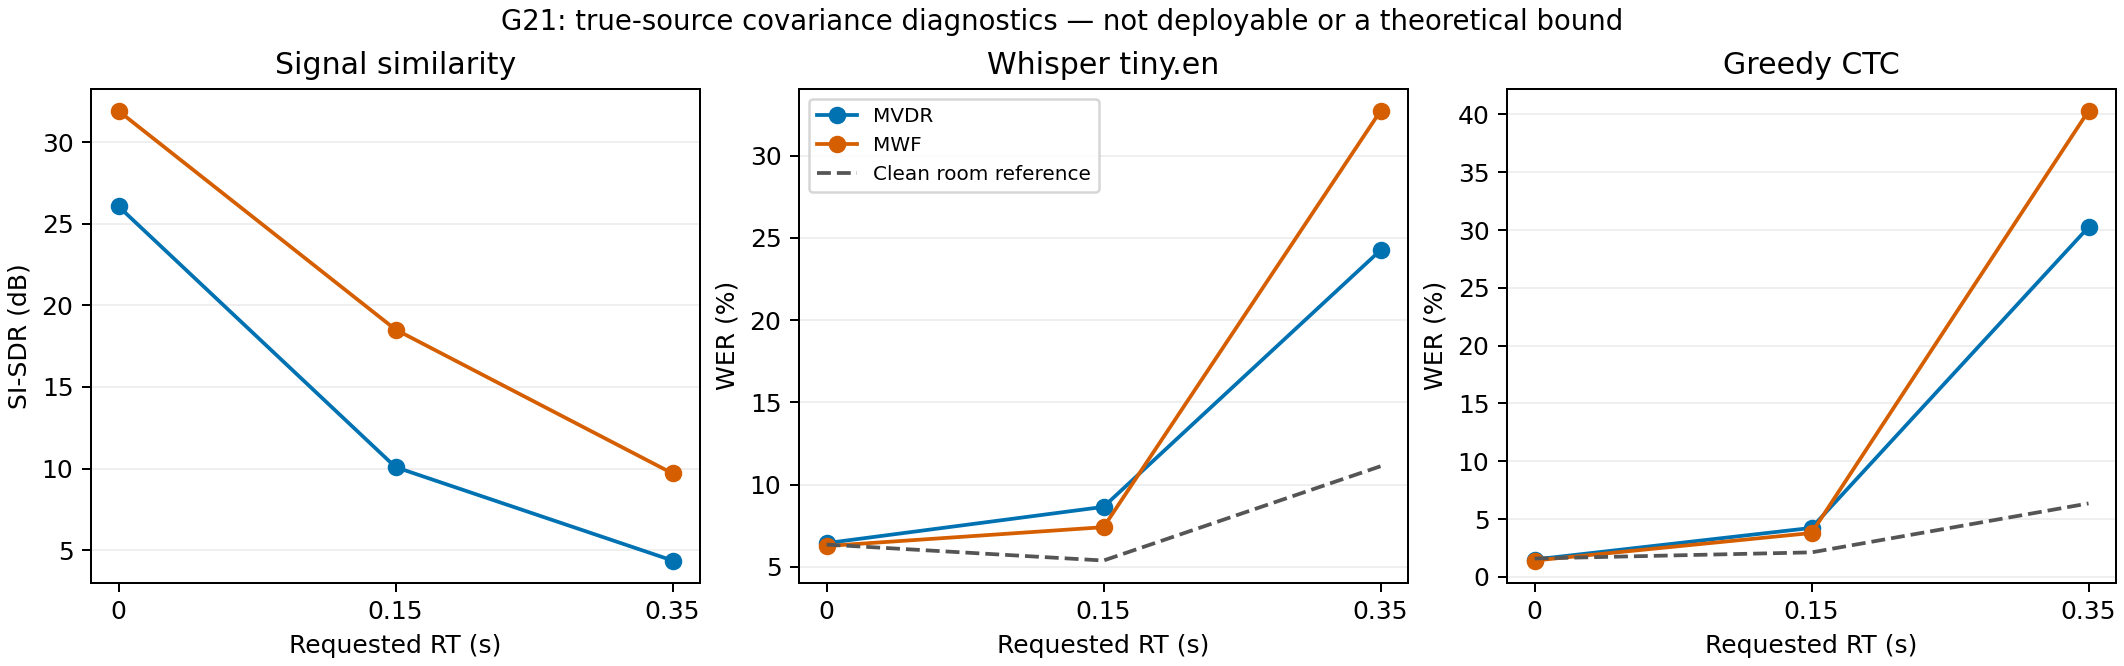 G21: true-source covariance diagnostics — not deployable or a theoretical bound
Signal similarity
SI-SDR (dB)
30
25
20
15
10
5
0
0.15
0.35
Requested RT (s)
Whisper tiny.en
MVDR
MWF
Clean room reference
WER (%)
30
25
20
15
10
5
0
0.15
0.35
Requested RT (s)
Greedy CTC
WER (%)
40
35
30
25
20
15
10
5
0
0
0.15
0.35
Requested RT (s)